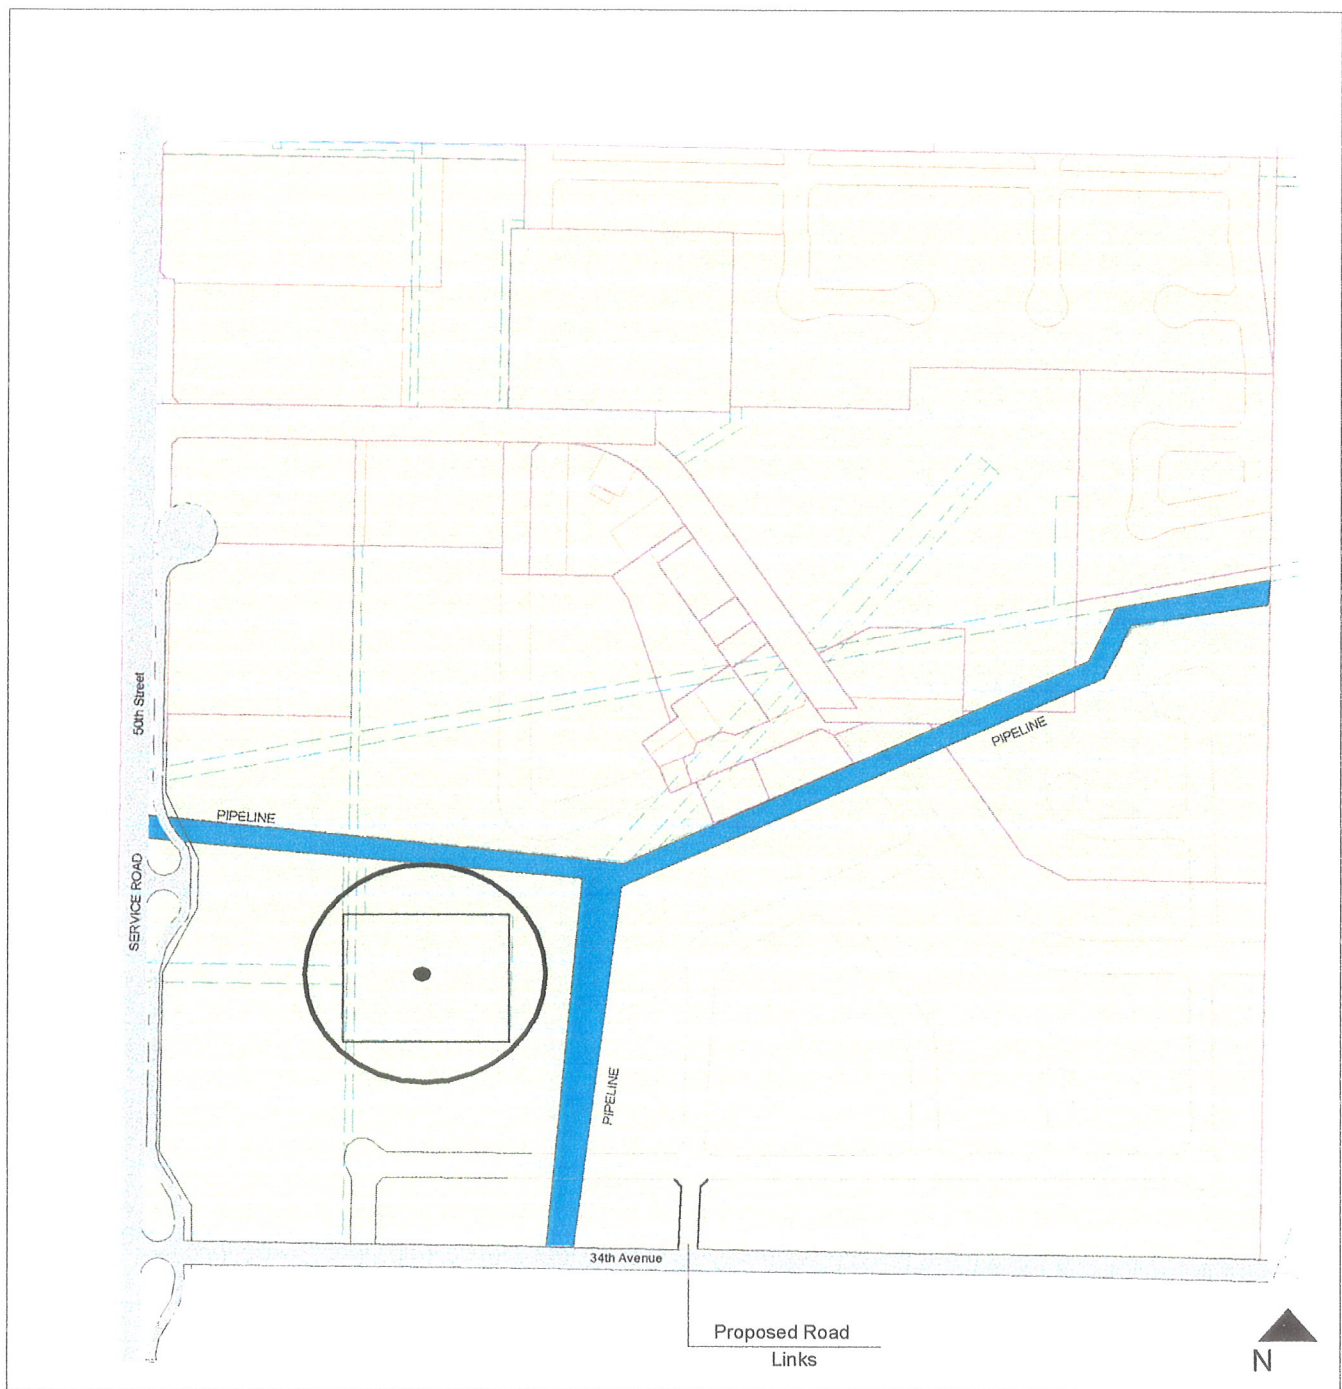 50th Street
PIPELINE
PIPELINE
SERVICE ROAD
PIPELINE
34th Avenue
Proposed Road
Links
N